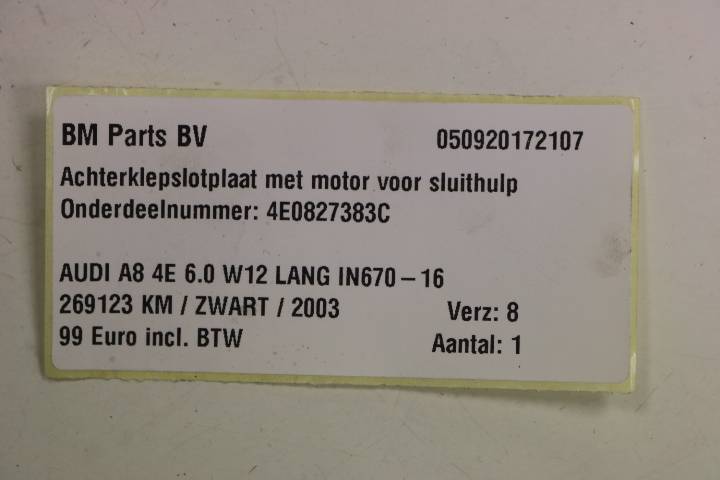 BM Parts BV 050920172107
Achterklepslotplaat met motor voor sluithulp
Onderdeelnummer: 4E0827383C
AUDI A8 4E 6.0 W12 LANG IN670-16
269123 KM / ZWART / 2003 Verz: 8
99 Euro incl. BTW Aantal: 1